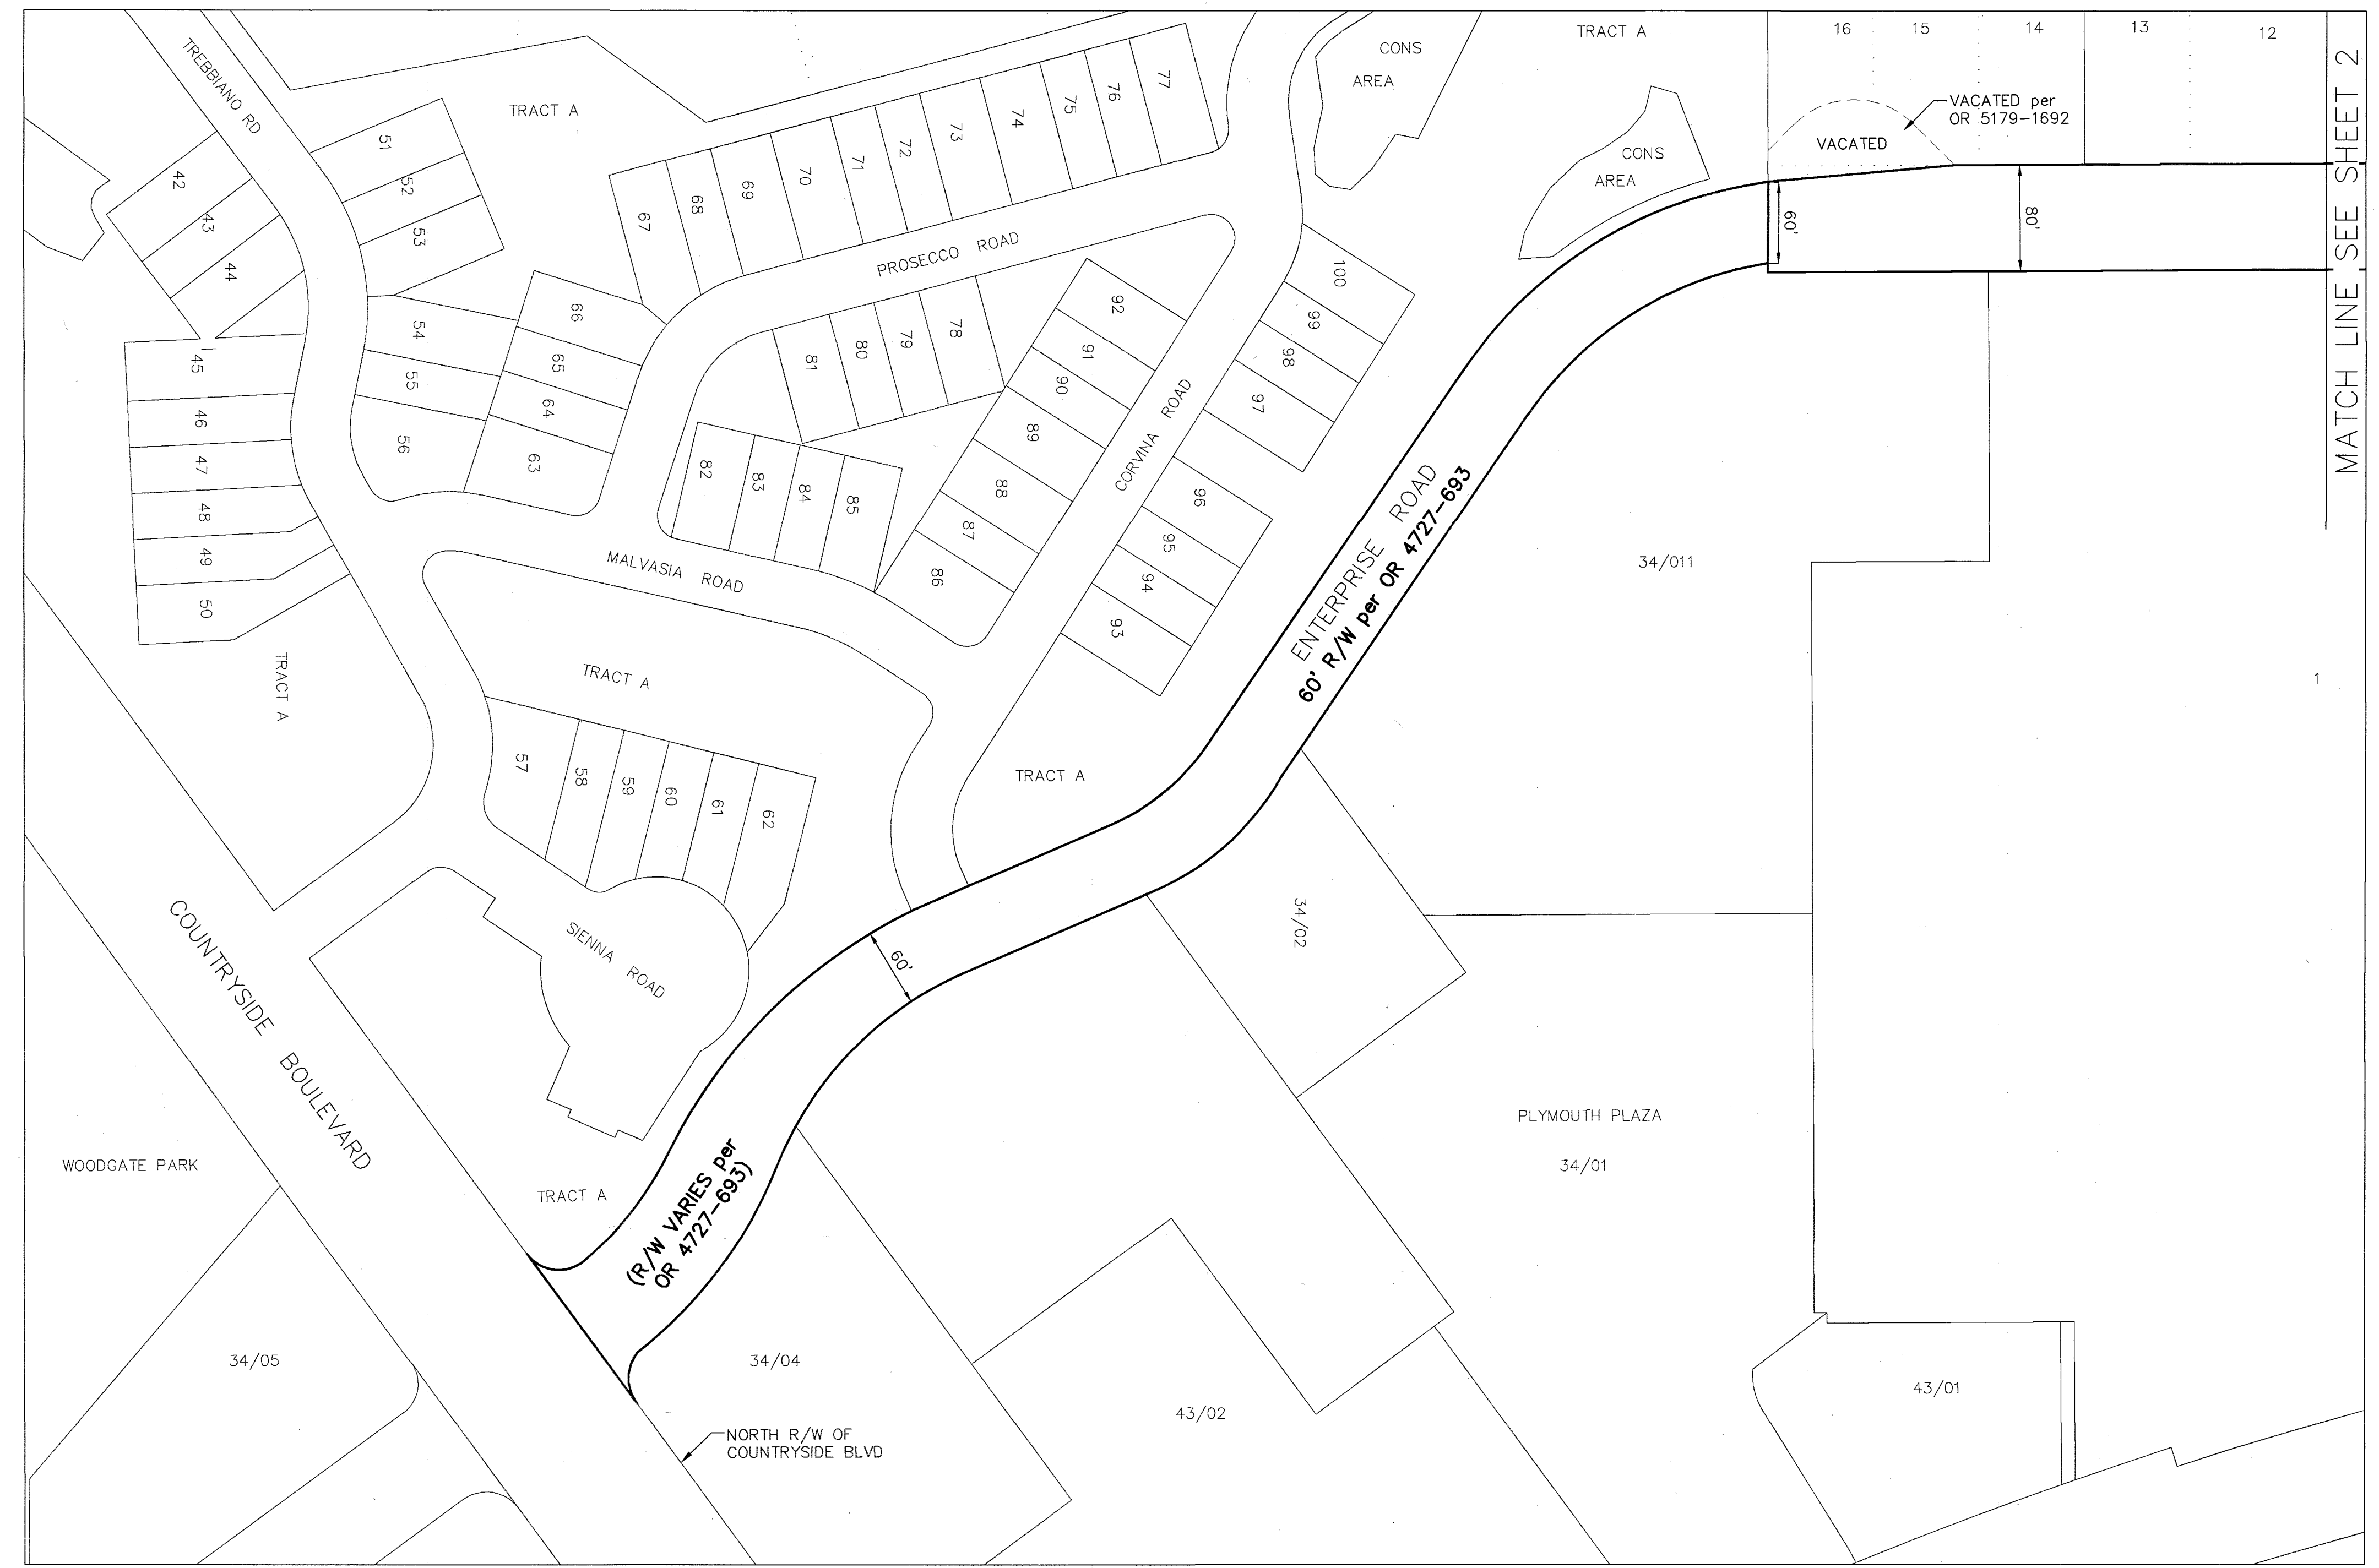 TREBBIANO RD
TRACT A
CONS
AREA
TRACT A
16
15
14
13
12
MATCH LINE SEE SHEET 2
VACATED per
OR 5179-1692
VACATED
CONS
AREA
60'
80'
42
43
44
51
52
53
67
68
69
70
71
72
73
74
75
76
77
PROSECCO ROAD
45
46
47
48
49
50
54
55
56
66
65
64
63
81
80
79
78
92
91
90
89
88
87
86
82
83
84
85
CORVINA ROAD
100
99
98
97
96
95
94
93
ENTERPRISE ROAD
60' R/W per OR 4727-693
34/011
1
MALVASIA ROAD
TRACT A
TRACT A
57
58
59
60
61
62
TRACT A
34/02
SIENNA ROAD
60'
COUNTRYSIDE BOULEVARD
WOODGATE PARK
TRACT A
(R/W VARIES per
OR 4727-693)
PLYMOUTH PLAZA
34/01
34/05
34/04
43/02
43/01
NORTH R/W OF
COUNTRYSIDE BLVD